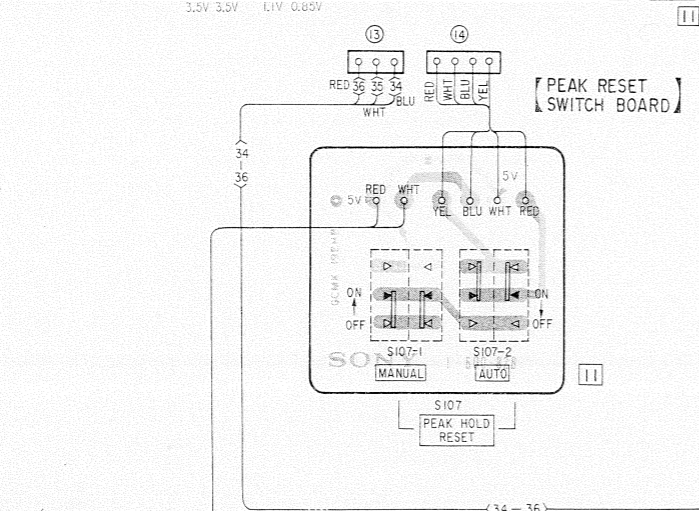 3.5V 3.5V 1.1V 0.85V
11
13 14
RED 36 35 34 BLU
WHT
RED WHT BLU YEL
PEAK RESET
SWITCH BOARD
34
36
5V
RED WHT
5V
YEL BLU WHT RED
ON
OFF
ON
OFF
S107-1 S107-2
SONY
MANUAL AUTO
11
S107
PEAK HOLD
RESET
34 — 36